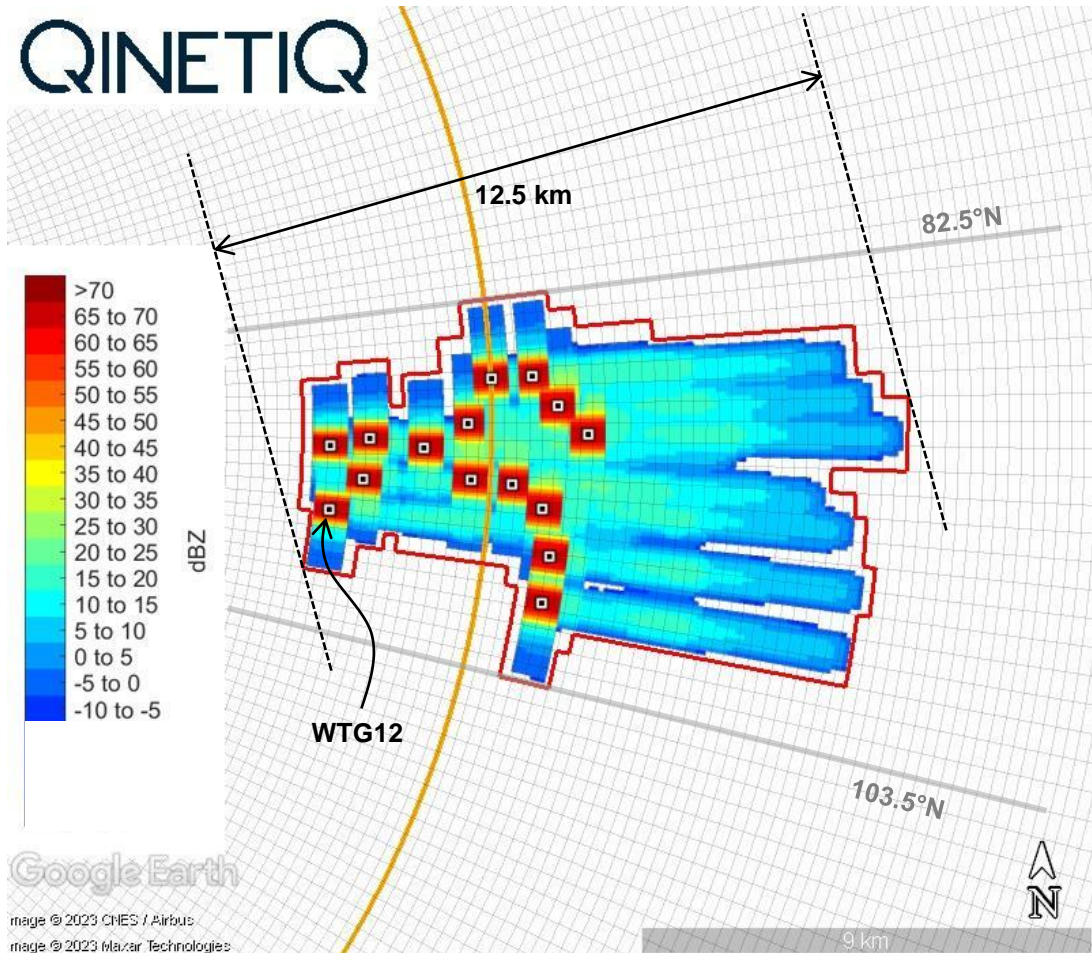 QINETIQ
12.5 km
82.5°N
>70
65 to 70
60 to 65
55 to 60
50 to 55
45 to 50
40 to 45
35 to 40
30 to 35
25 to 30
20 to 25
15 to 20
10 to 15
5 to 10
0 to 5
-5 to 0
-10 to -5
dBZ
WTG12
103.5°N
Google Earth
mage © 2023 CNES / Airbus
mage © 2023 Maxar Technologies
N
9 km